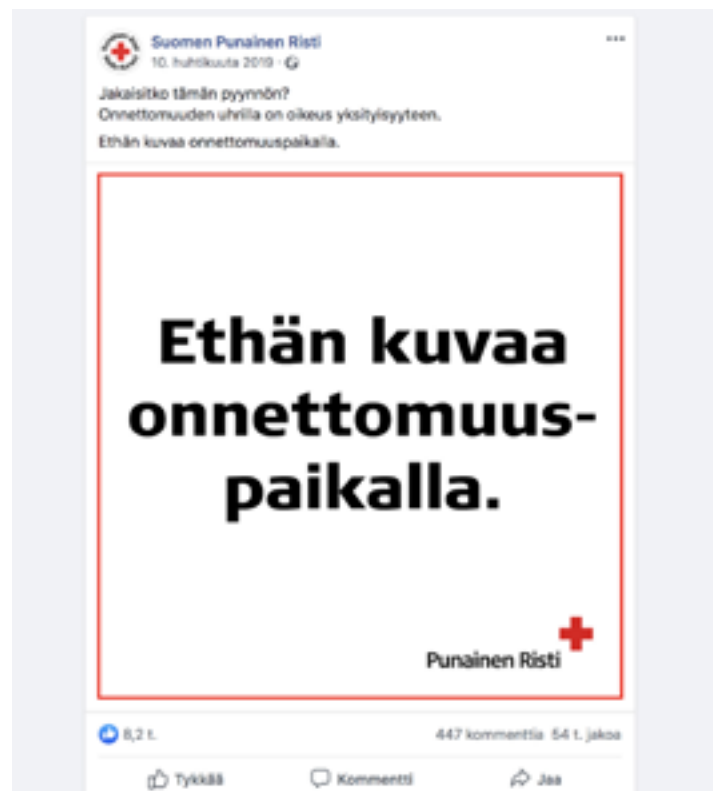 Suomen Punainen Risti
10. huhtikuuta 2019
Jakaisitko tämän pyynnön?
Onnettomuuden uhrilla on oikeus yksityisyyteen.
Ethän kuvaa onnettomuuspaikalla.
Ethän kuvaa
onnettomuus-
paikalla.
Punainen Risti
8,2 t.
447 kommenttia 54 t. jakoa
Tykkää Kommentti Jaa